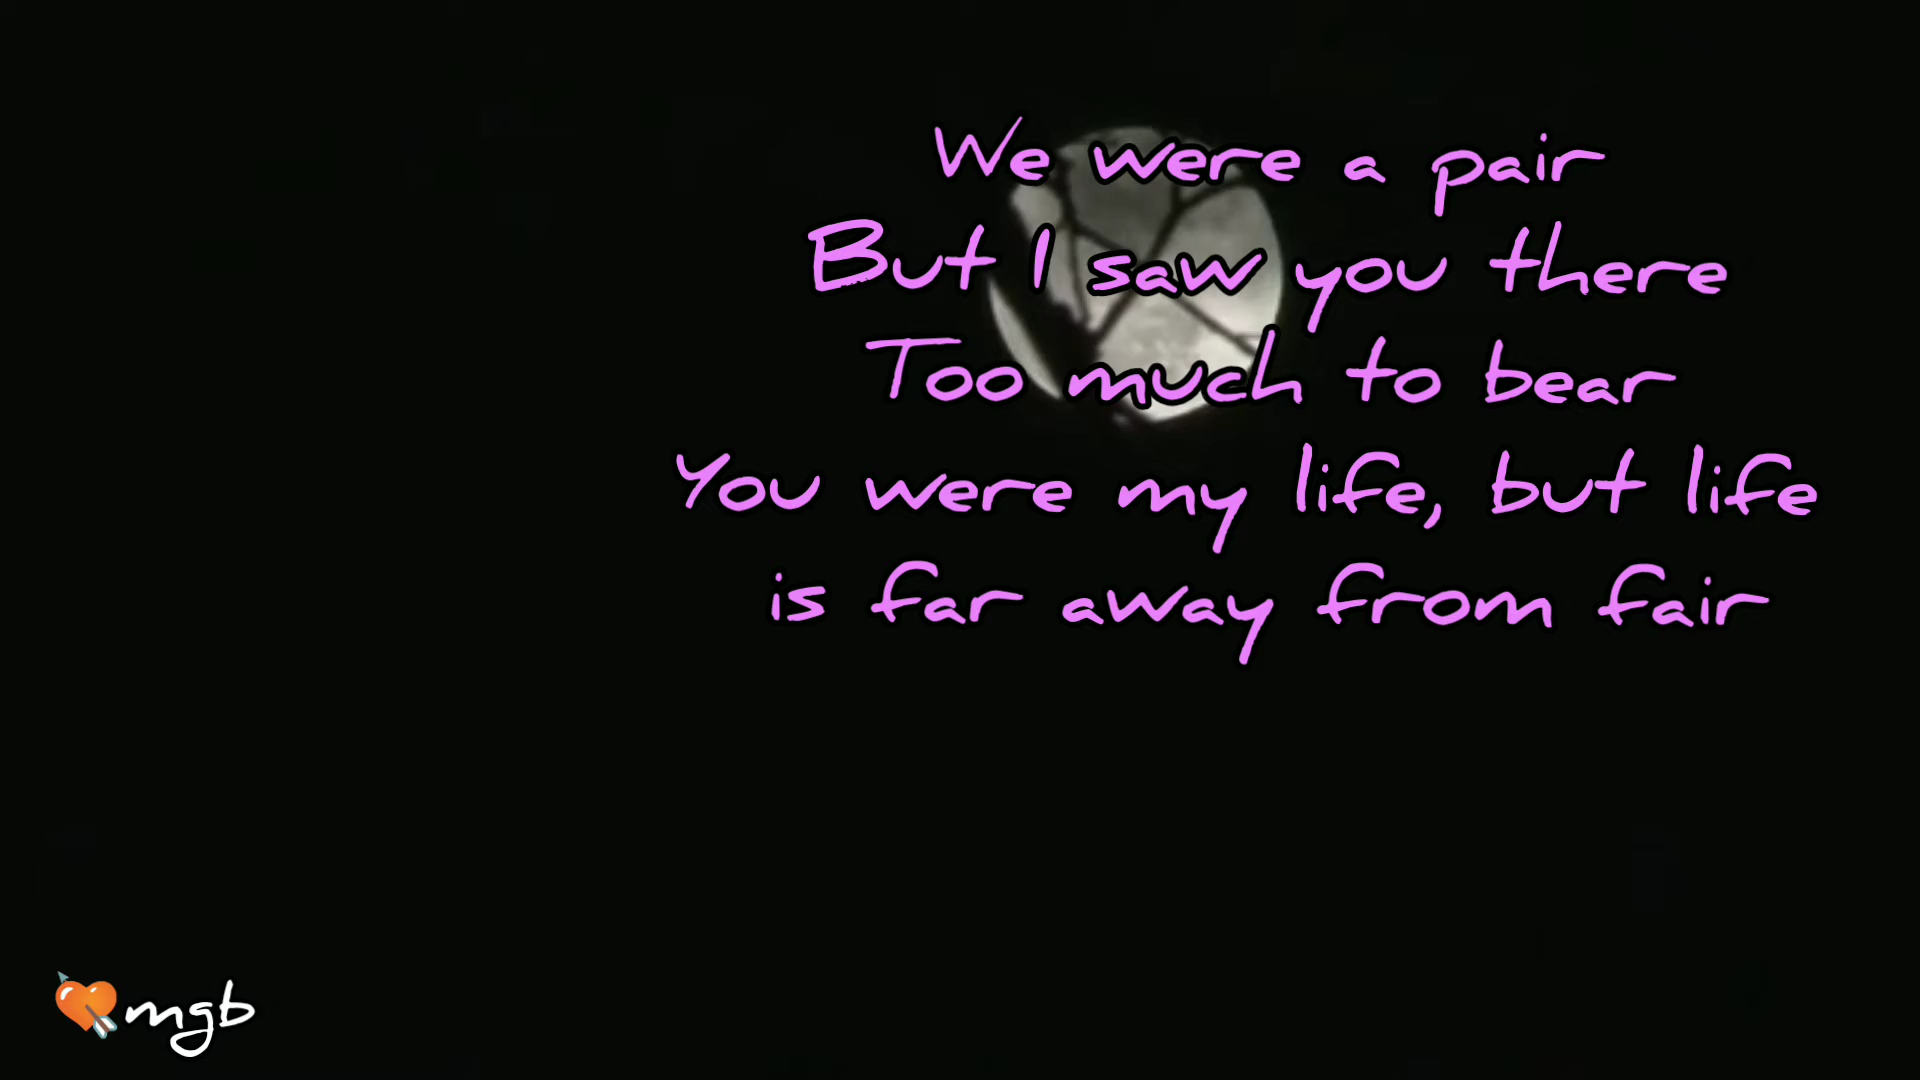 We were a pair
But I saw you there
Too much to bear
You were my life, but life
is far away from fair
mgb